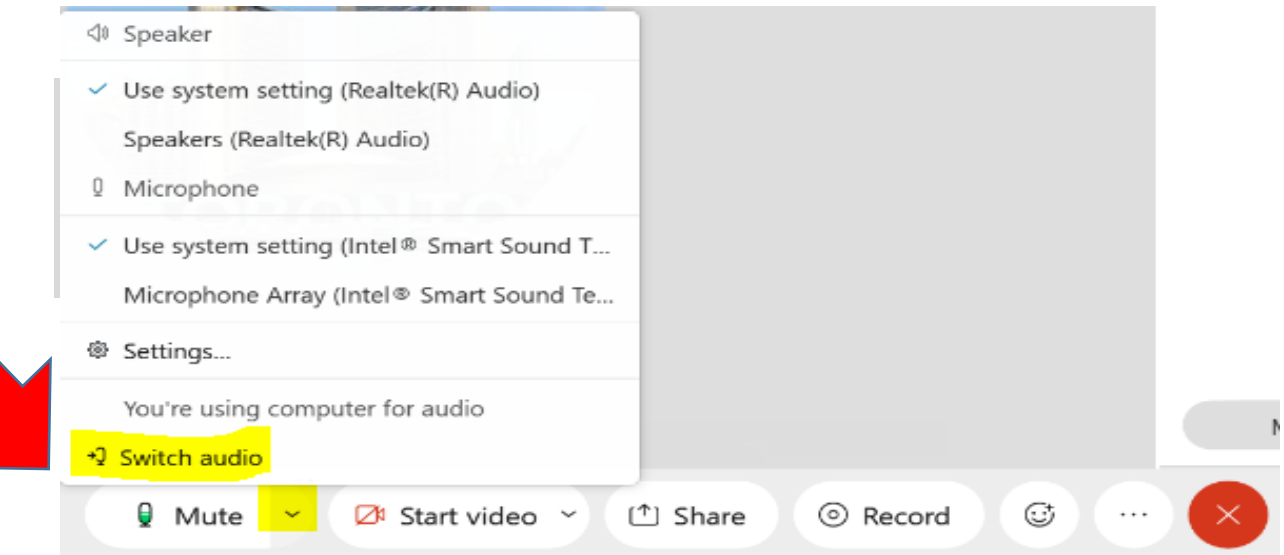 Speaker
Use system setting (Realtek(R) Audio)
Speakers (Realtek(R) Audio)
Microphone
Use system setting (Intel® Smart Sound T...
Microphone Array (Intel® Smart Sound Te...
Settings...
You're using computer for audio
Switch audio
Mute
Start video
Share
Record